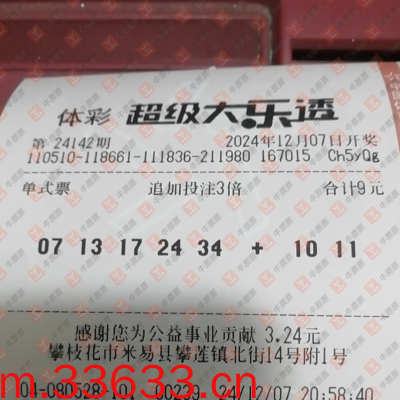 体彩 超级大乐透
第 24142期 2024年12月07日开奖
110510-118661-111836-211980 167015 Ch5yQg
单式票 追加投注3倍 合计9元
07 13 17 24 34 + 10 11
感谢您为公益事业贡献 3.24元
攀枝花市米易县攀莲镇北街14号附1号
m.33633.cn
24/12/07 20:58:40